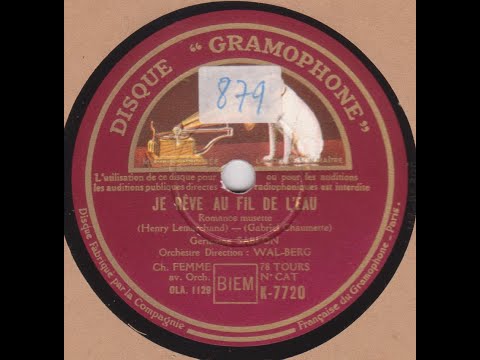 DISQUE “GRAMOPHONE”
879
L'utilisation de ce disque pour ou pour les auditions
les auditions publiques directes radiophoniques est interdite
JE RÊVE AU FIL DE L'EAU
Romance musette
(Henry Lemarchand) — (Gabriel Chaumette)
SABLON
Orchestre Direction : WAL-BERG
Ch. FEMME 78 TOURS
av. Orch. BIEM N° CAT
OLA. 1129 K-7720
Disque Fabriqué par la Compagnie Française du Gramophone - Paris -